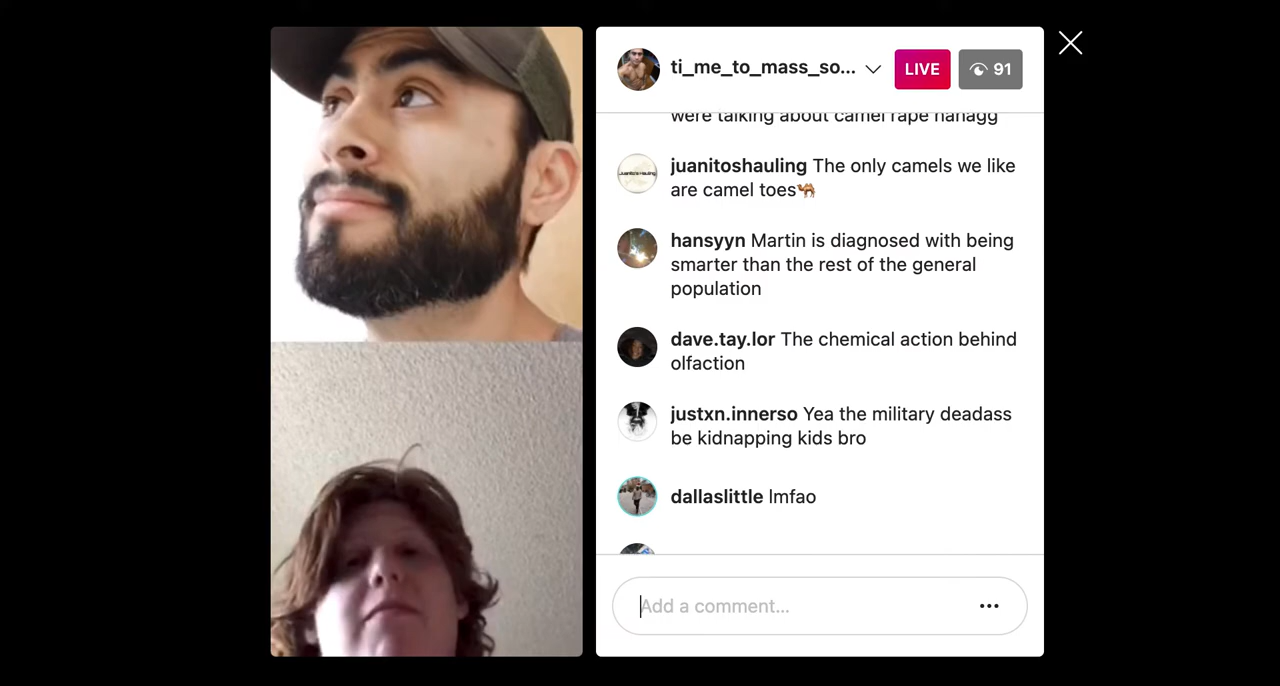 ti_me_to_mass_so...
LIVE
91
were talking about camel rape hahagg
juanitoshauling The only camels we like
are camel toes🐫
Juanito's Hauling
hansyyn Martin is diagnosed with being
smarter than the rest of the general
population
dave.tay.lor The chemical action behind
olfaction
justxn.innerso Yea the military deadass
be kidnapping kids bro
dallaslittle lmfao
Add a comment...